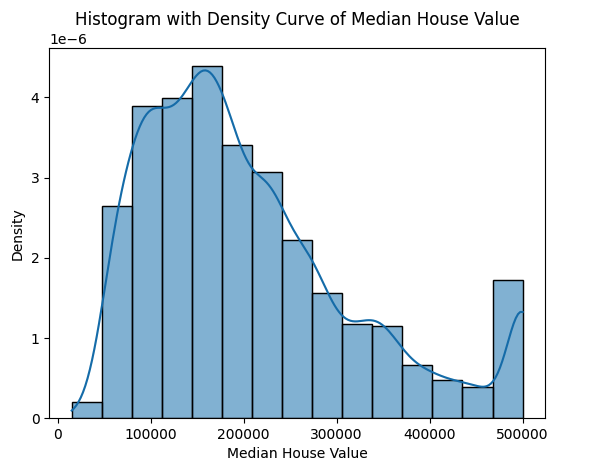 Histogram with Density Curve of Median House Value
1e−6
4
3
2
1
0
Density
0 100000 200000 300000 400000 500000
Median House Value